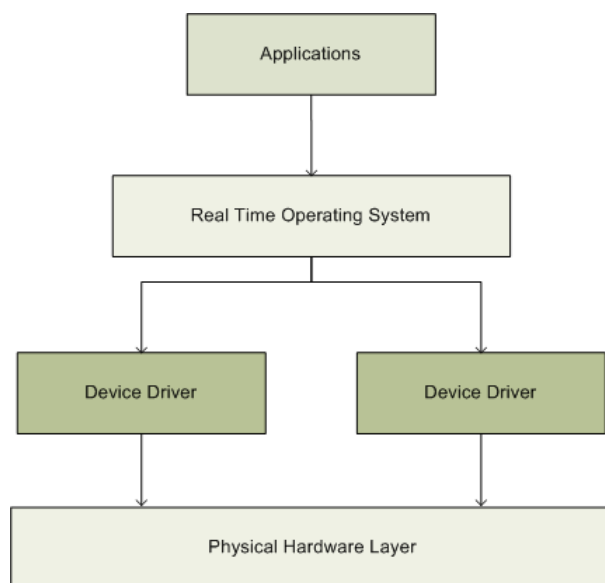 Applications
Real Time Operating System
Device Driver
Device Driver
Physical Hardware Layer